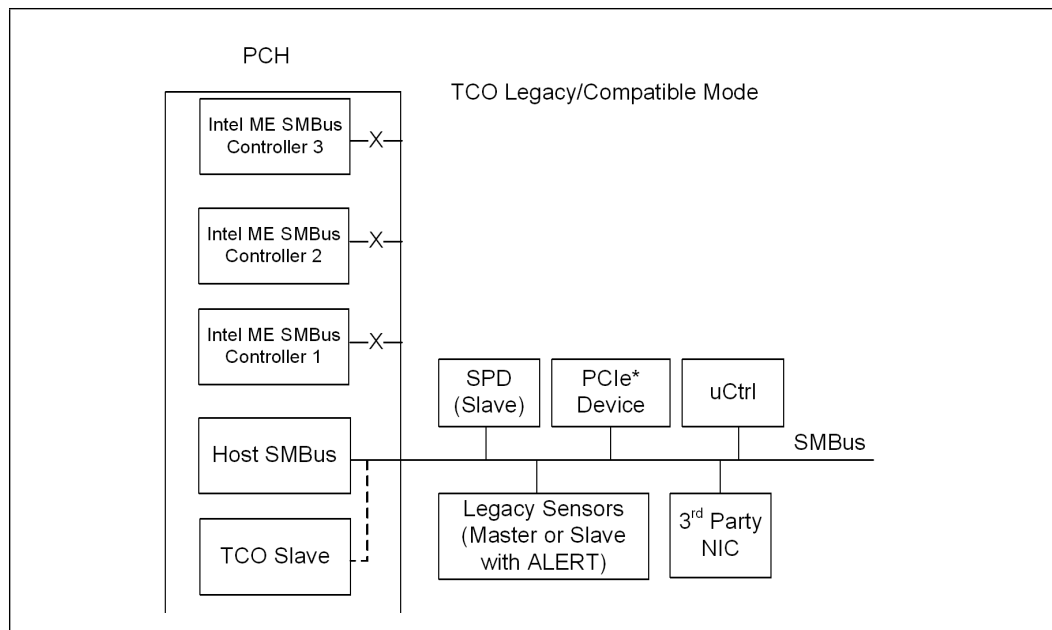 PCH
TCO Legacy/Compatible Mode
Intel ME SMBus
Controller 3
X
Intel ME SMBus
Controller 2
X
Intel ME SMBus
Controller 1
X
SPD
(Slave)
PCIe*
Device
uCtrl
Host SMBus
SMBus
Legacy Sensors
(Master or Slave
with ALERT)
3rd Party
NIC
TCO Slave